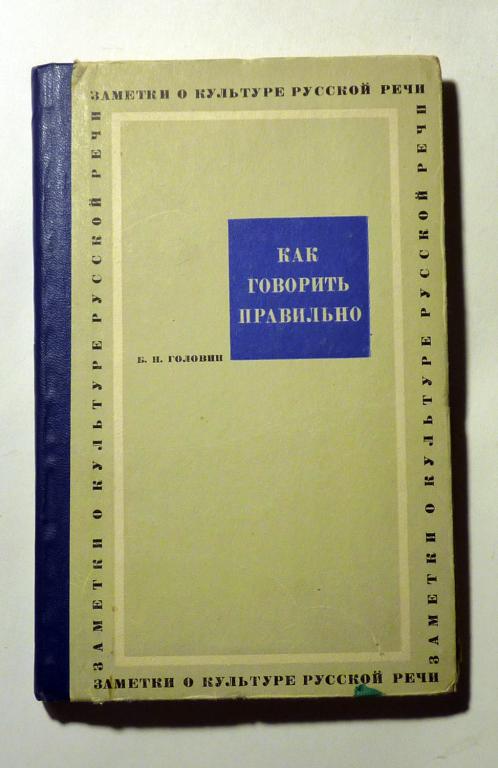 ЗАМЕТКИ О КУЛЬТУРЕ РУССКОЙ РЕЧИ
ЗАМЕТКИ О КУЛЬТУРЕ РУССКОЙ РЕЧИ
КАК
ГОВОРИТЬ
ПРАВИЛЬНО
Б. Н. ГОЛОВИН
ЗАМЕТКИ О КУЛЬТУРЕ РУССКОЙ РЕЧИ
ЗАМЕТКИ О КУЛЬТУРЕ РУССКОЙ РЕЧИ